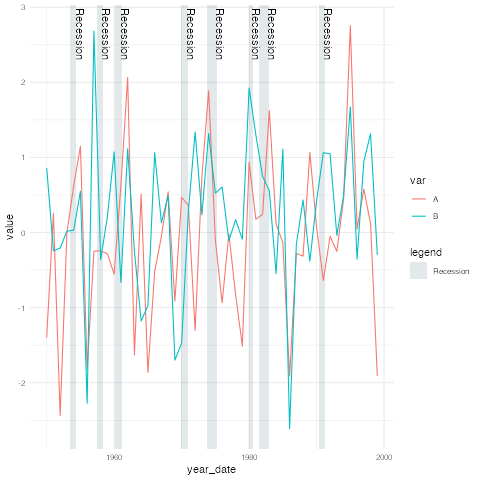 3
2
1
0
-1
-2
value
Recession
Recession
Recession
Recession
Recession
Recession
Recession
Recession
1960
1980
2000
year_date
var
A
B
legend
Recession